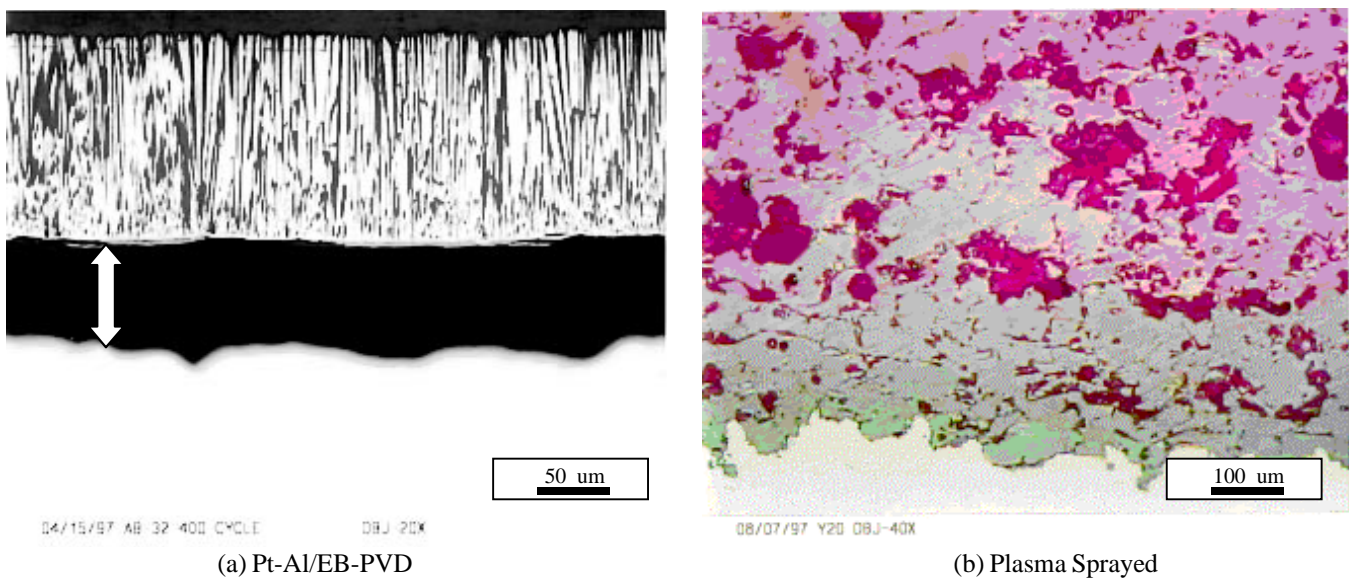 50 um
100 um
04/15/97 AB-32 400 CYCLE OBJ-20X
08/07/97 Y20 OBJ-40X
(a) Pt-Al/EB-PVD
(b) Plasma Sprayed